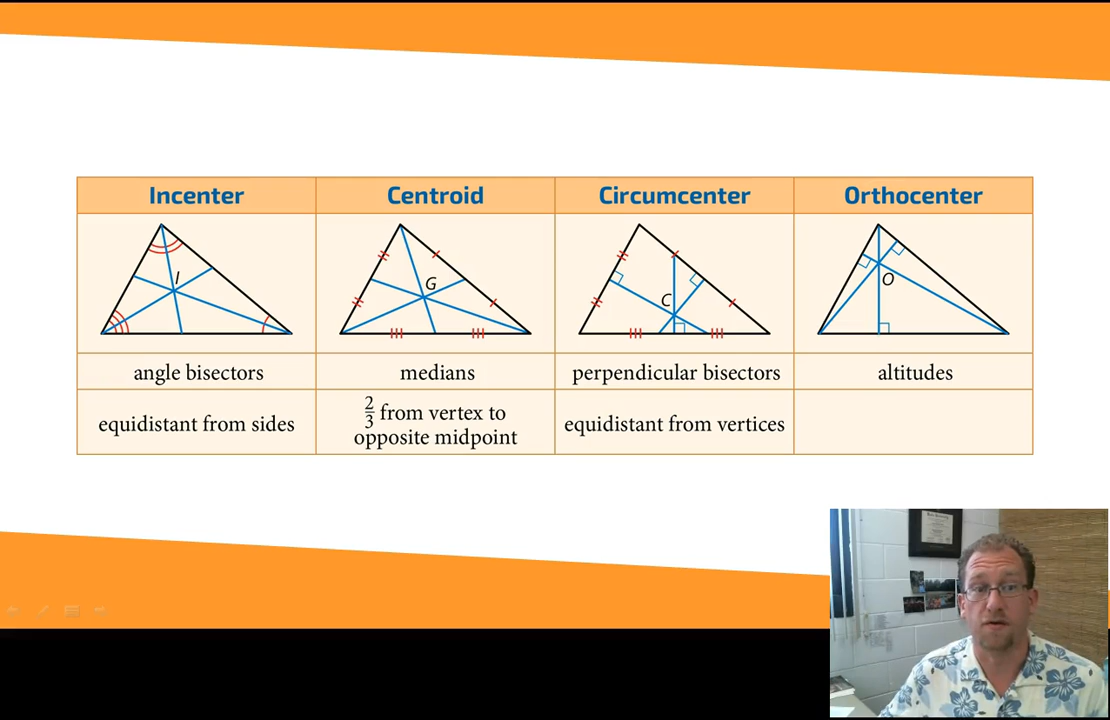 Incenter Centroid Circumcenter Orthocenter
I G C O
angle bisectors medians perpendicular bisectors altitudes
equidistant from sides 2/3 from vertex to opposite midpoint equidistant from vertices